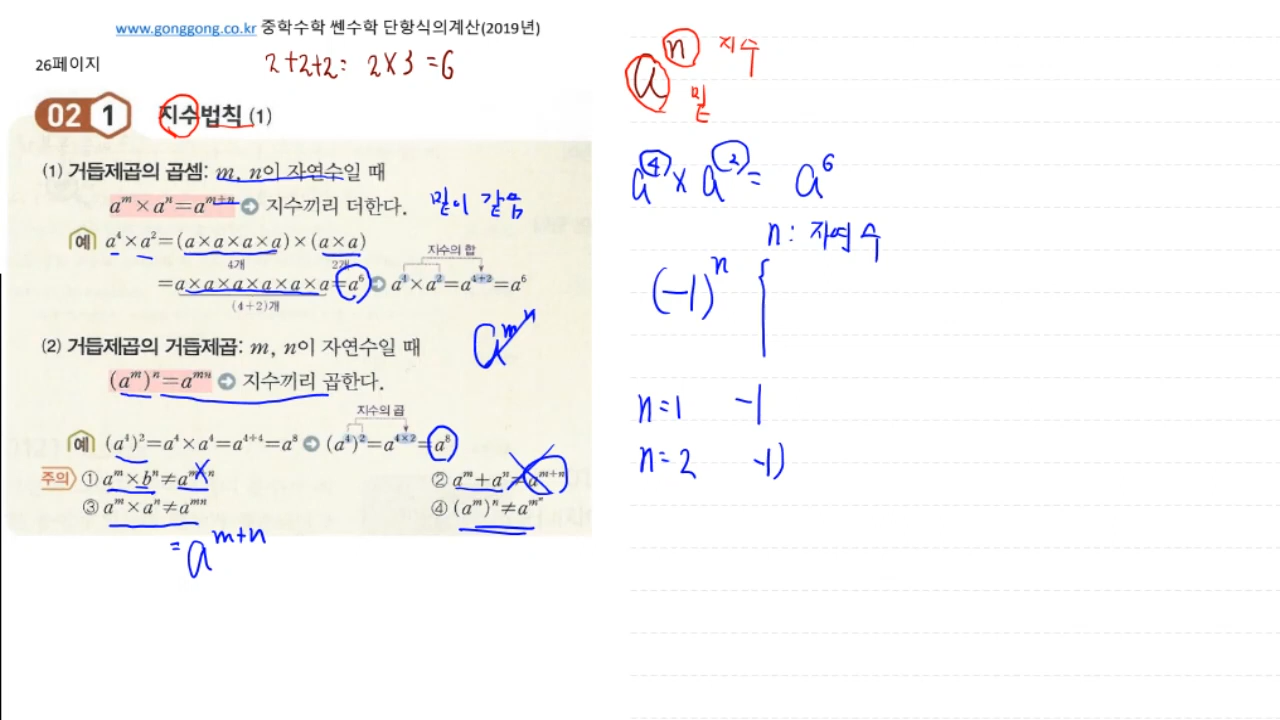 www.gonggong.co.kr 중학수학 쎈수학 단항식의계산(2019년)
26페이지
2+2+2= 2×3 =6
02 1 지수법칙 (1)
(1) 거듭제곱의 곱셈: m, n이 자연수일 때
a^m × a^n = a^(m+n) ➔ 지수끼리 더한다. 밑이 같음
예 a^4 × a^2 = (a×a×a×a)×(a×a)
4개 2개
지수의 합
= a×a×a×a×a×a = a^6 ➔ a^4 × a^2 = a^(4+2) = a^6
(4+2)개
a^m^n
(2) 거듭제곱의 거듭제곱: m, n이 자연수일 때
(a^m)^n = a^(mn) ➔ 지수끼리 곱한다.
지수의 곱
예 (a^4)^2 = a^4 × a^4 = a^(4+4) = a^8 ➔ (a^4)^2 = a^(4×2) = a^8
주의 ① a^m × b^n ≠ a^(m+n) ② a^m + a^n ≠ a^(m+n)
③ a^m × a^n ≠ a^(mn) ④ (a^m)^n ≠ a^(m^n)
= a^(m+n)
a^n 지수
밑
a^4 × a^2 = a^6
n : 자연수
(-1)^n {
n=1 -1
n=2 -1)